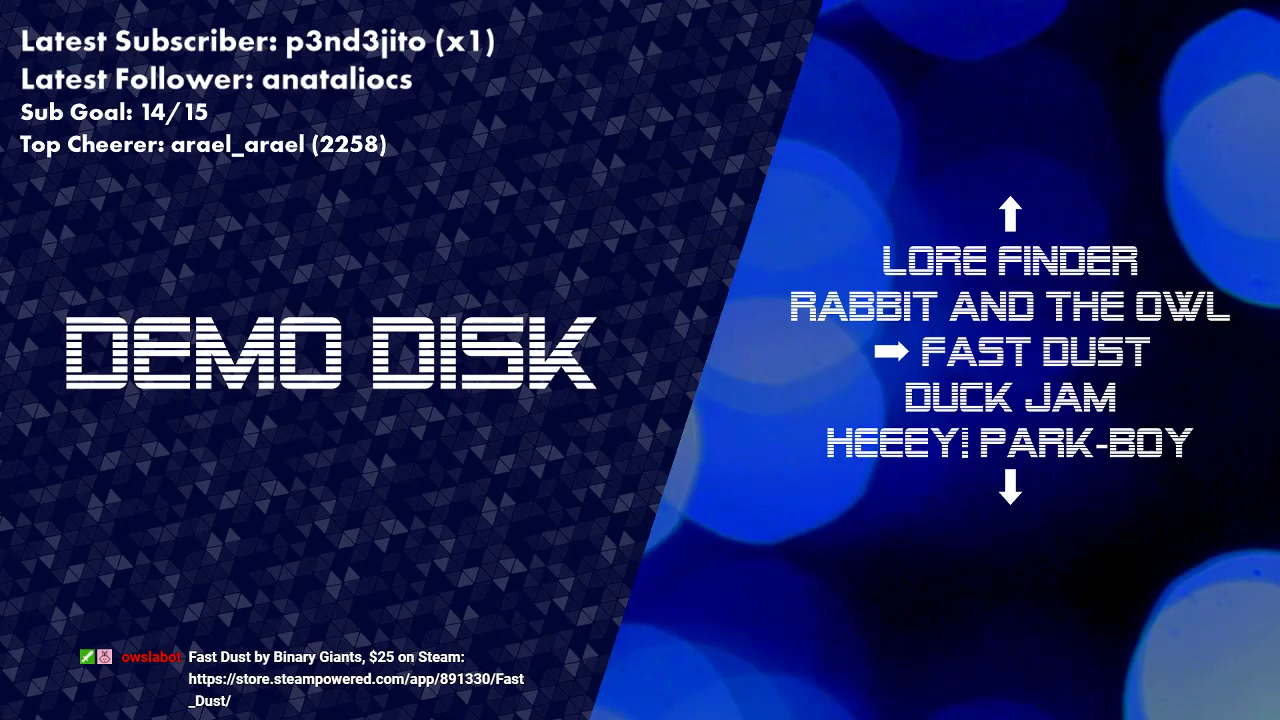 Latest Subscriber: p3nd3jito (x1)
Latest Follower: anataliocs
Sub Goal: 14/15
Top Cheerer: arael_arael (2258)
DEMO DISK
LORE FINDER
RABBIT AND THE OWL
FAST DUST
DUCK JAM
HEEEY! PARK-BOY
owslabot Fast Dust by Binary Giants, $25 on Steam:
https://store.steampowered.com/app/891330/Fast
_Dust/